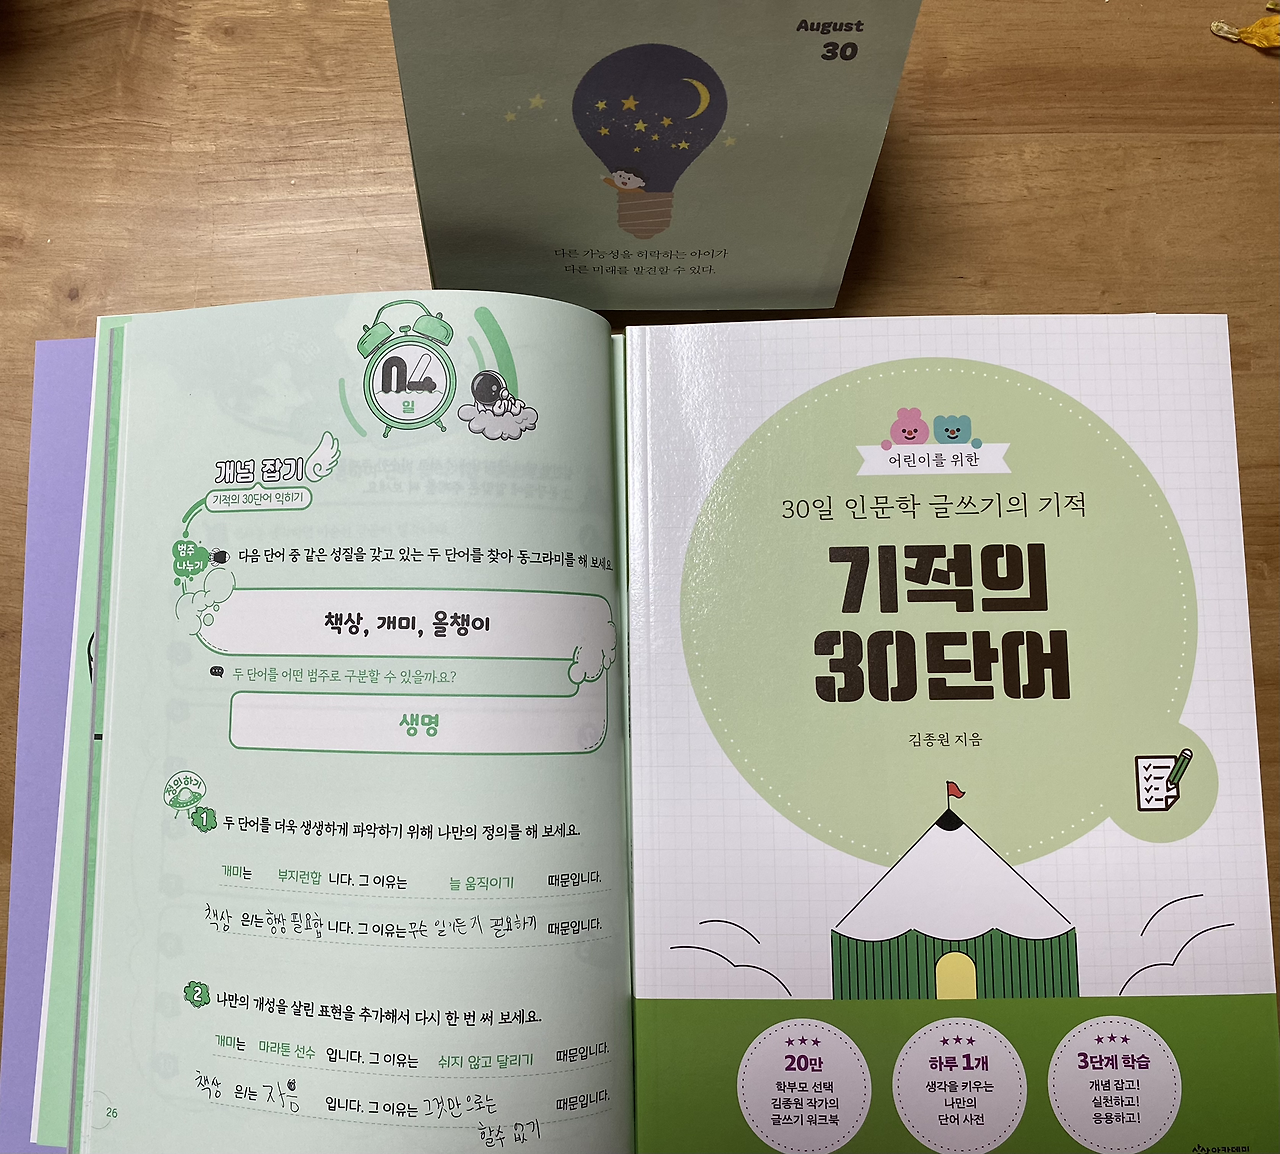 August
30
다른 가능성을 허락하는 아이가
다른 미래를 발견할 수 있다.
04
일
개념 잡기
기적의 30단어 익히기
범주
나누기
다음 단어 중 같은 성질을 갖고 있는 두 단어를 찾아 동그라미를 해 보세요.
책상, 개미, 올챙이
두 단어를 어떤 범주로 구분할 수 있을까요?
생명
정의하기
1 두 단어를 더욱 생생하게 파악하기 위해 나만의 정의를 해 보세요.
개미는 부지런합 니다. 그 이유는 늘 움직이기 때문입니다.
책상 은/는 항상 필요합 니다. 그 이유는 무슨 일이든지 필요하기 때문입니다.
2 나만의 개성을 살린 표현을 추가해서 다시 한 번 써 보세요.
개미는 마라톤 선수 입니다. 그 이유는 쉬지 않고 달리기 때문입니다.
책상 은/는 자음 입니다. 그 이유는 그것만으로는 할수 없기 때문입니다.
26
어린이를 위한
30일 인문학 글쓰기의 기적
기적의
30단어
김종원 지음
20만
학부모 선택
김종원 작가의
글쓰기 워크북
하루 1개
생각을 키우는
나만의
단어 사전
3단계 학습
개념 잡고!
실천하고!
응용하고!
상상아카데미